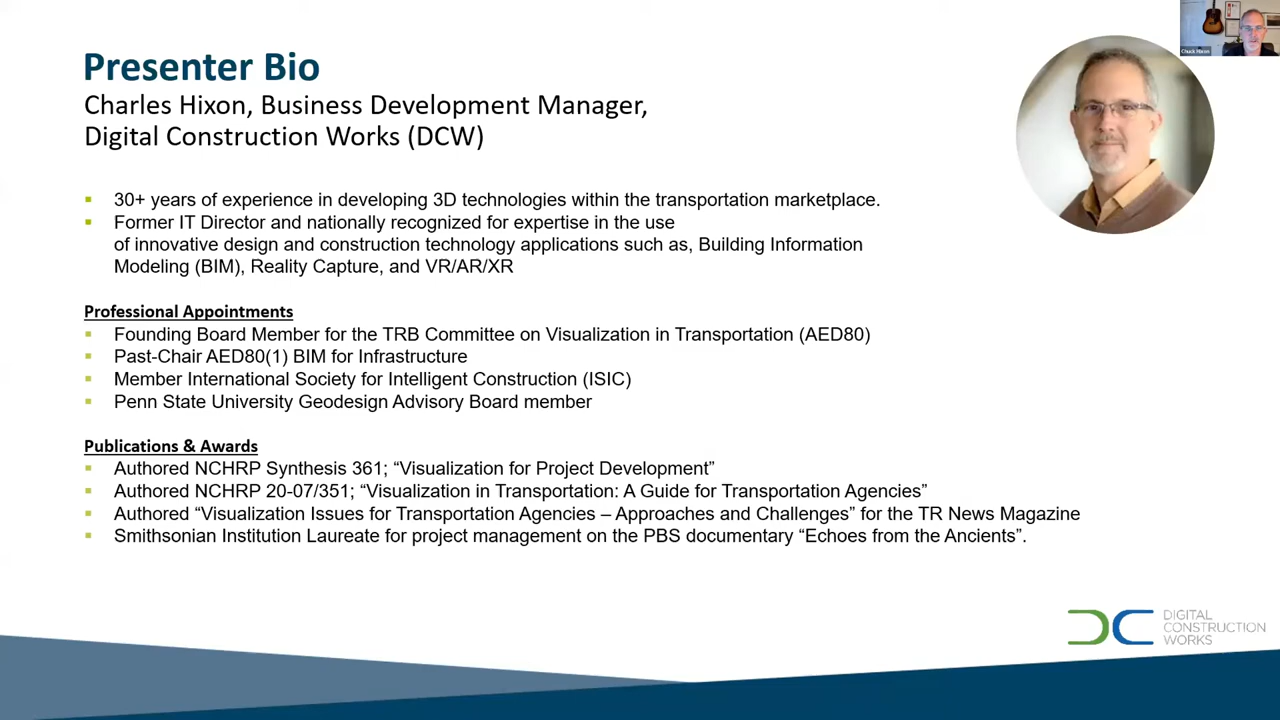 Presenter Bio
Charles Hixon, Business Development Manager,
Digital Construction Works (DCW)
30+ years of experience in developing 3D technologies within the transportation marketplace.
Former IT Director and nationally recognized for expertise in the use
of innovative design and construction technology applications such as, Building Information
Modeling (BIM), Reality Capture, and VR/AR/XR
Professional Appointments
Founding Board Member for the TRB Committee on Visualization in Transportation (AED80)
Past-Chair AED80(1) BIM for Infrastructure
Member International Society for Intelligent Construction (ISIC)
Penn State University Geodesign Advisory Board member
Publications & Awards
Authored NCHRP Synthesis 361; “Visualization for Project Development”
Authored NCHRP 20-07/351; “Visualization in Transportation: A Guide for Transportation Agencies”
Authored “Visualization Issues for Transportation Agencies – Approaches and Challenges” for the TR News Magazine
Smithsonian Institution Laureate for project management on the PBS documentary “Echoes from the Ancients”.
Chuck Hixon
DC
DIGITAL
CONSTRUCTION
WORKS